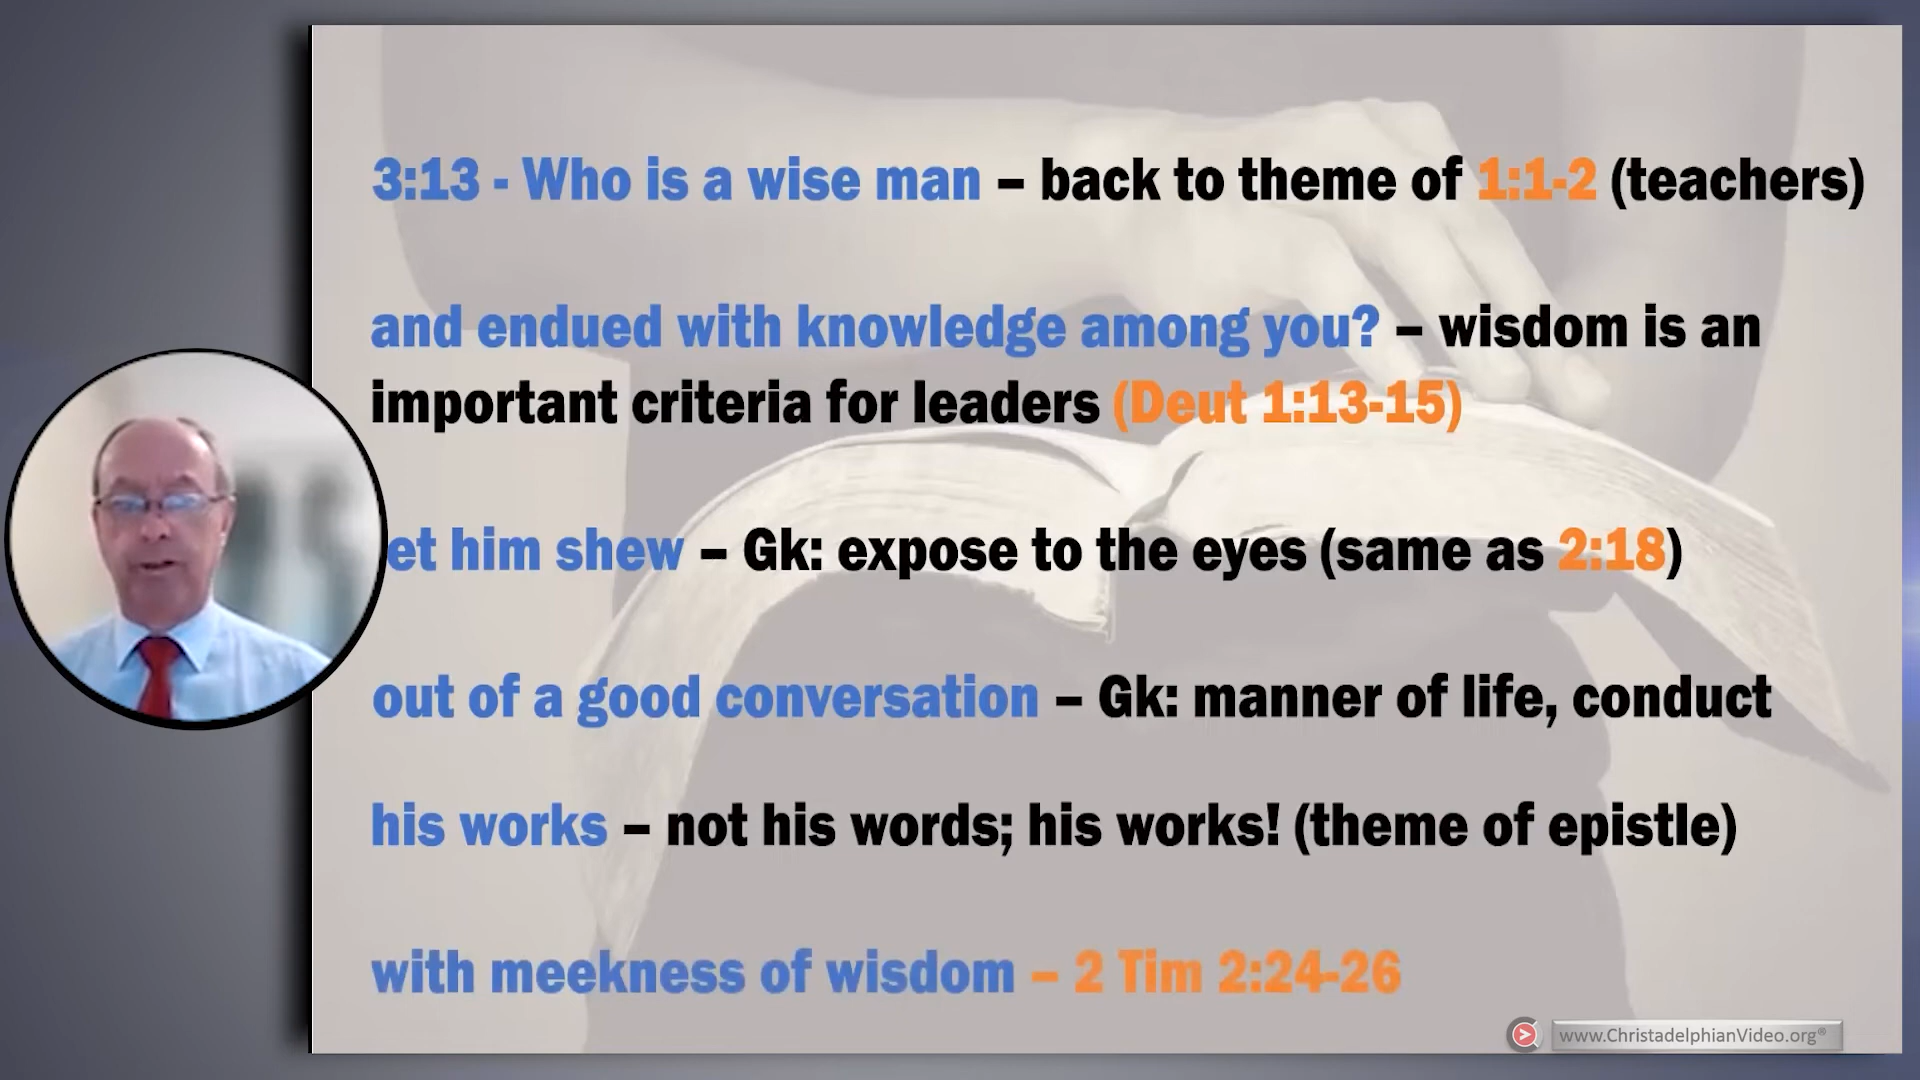 3:13 - Who is a wise man – back to theme of 1:1-2 (teachers)
and endued with knowledge among you? – wisdom is an
important criteria for leaders (Deut 1:13-15)
et him shew – Gk: expose to the eyes (same as 2:18)
out of a good conversation – Gk: manner of life, conduct
his works – not his words; his works! (theme of epistle)
with meekness of wisdom – 2 Tim 2:24-26
www.ChristadelphianVideo.org®